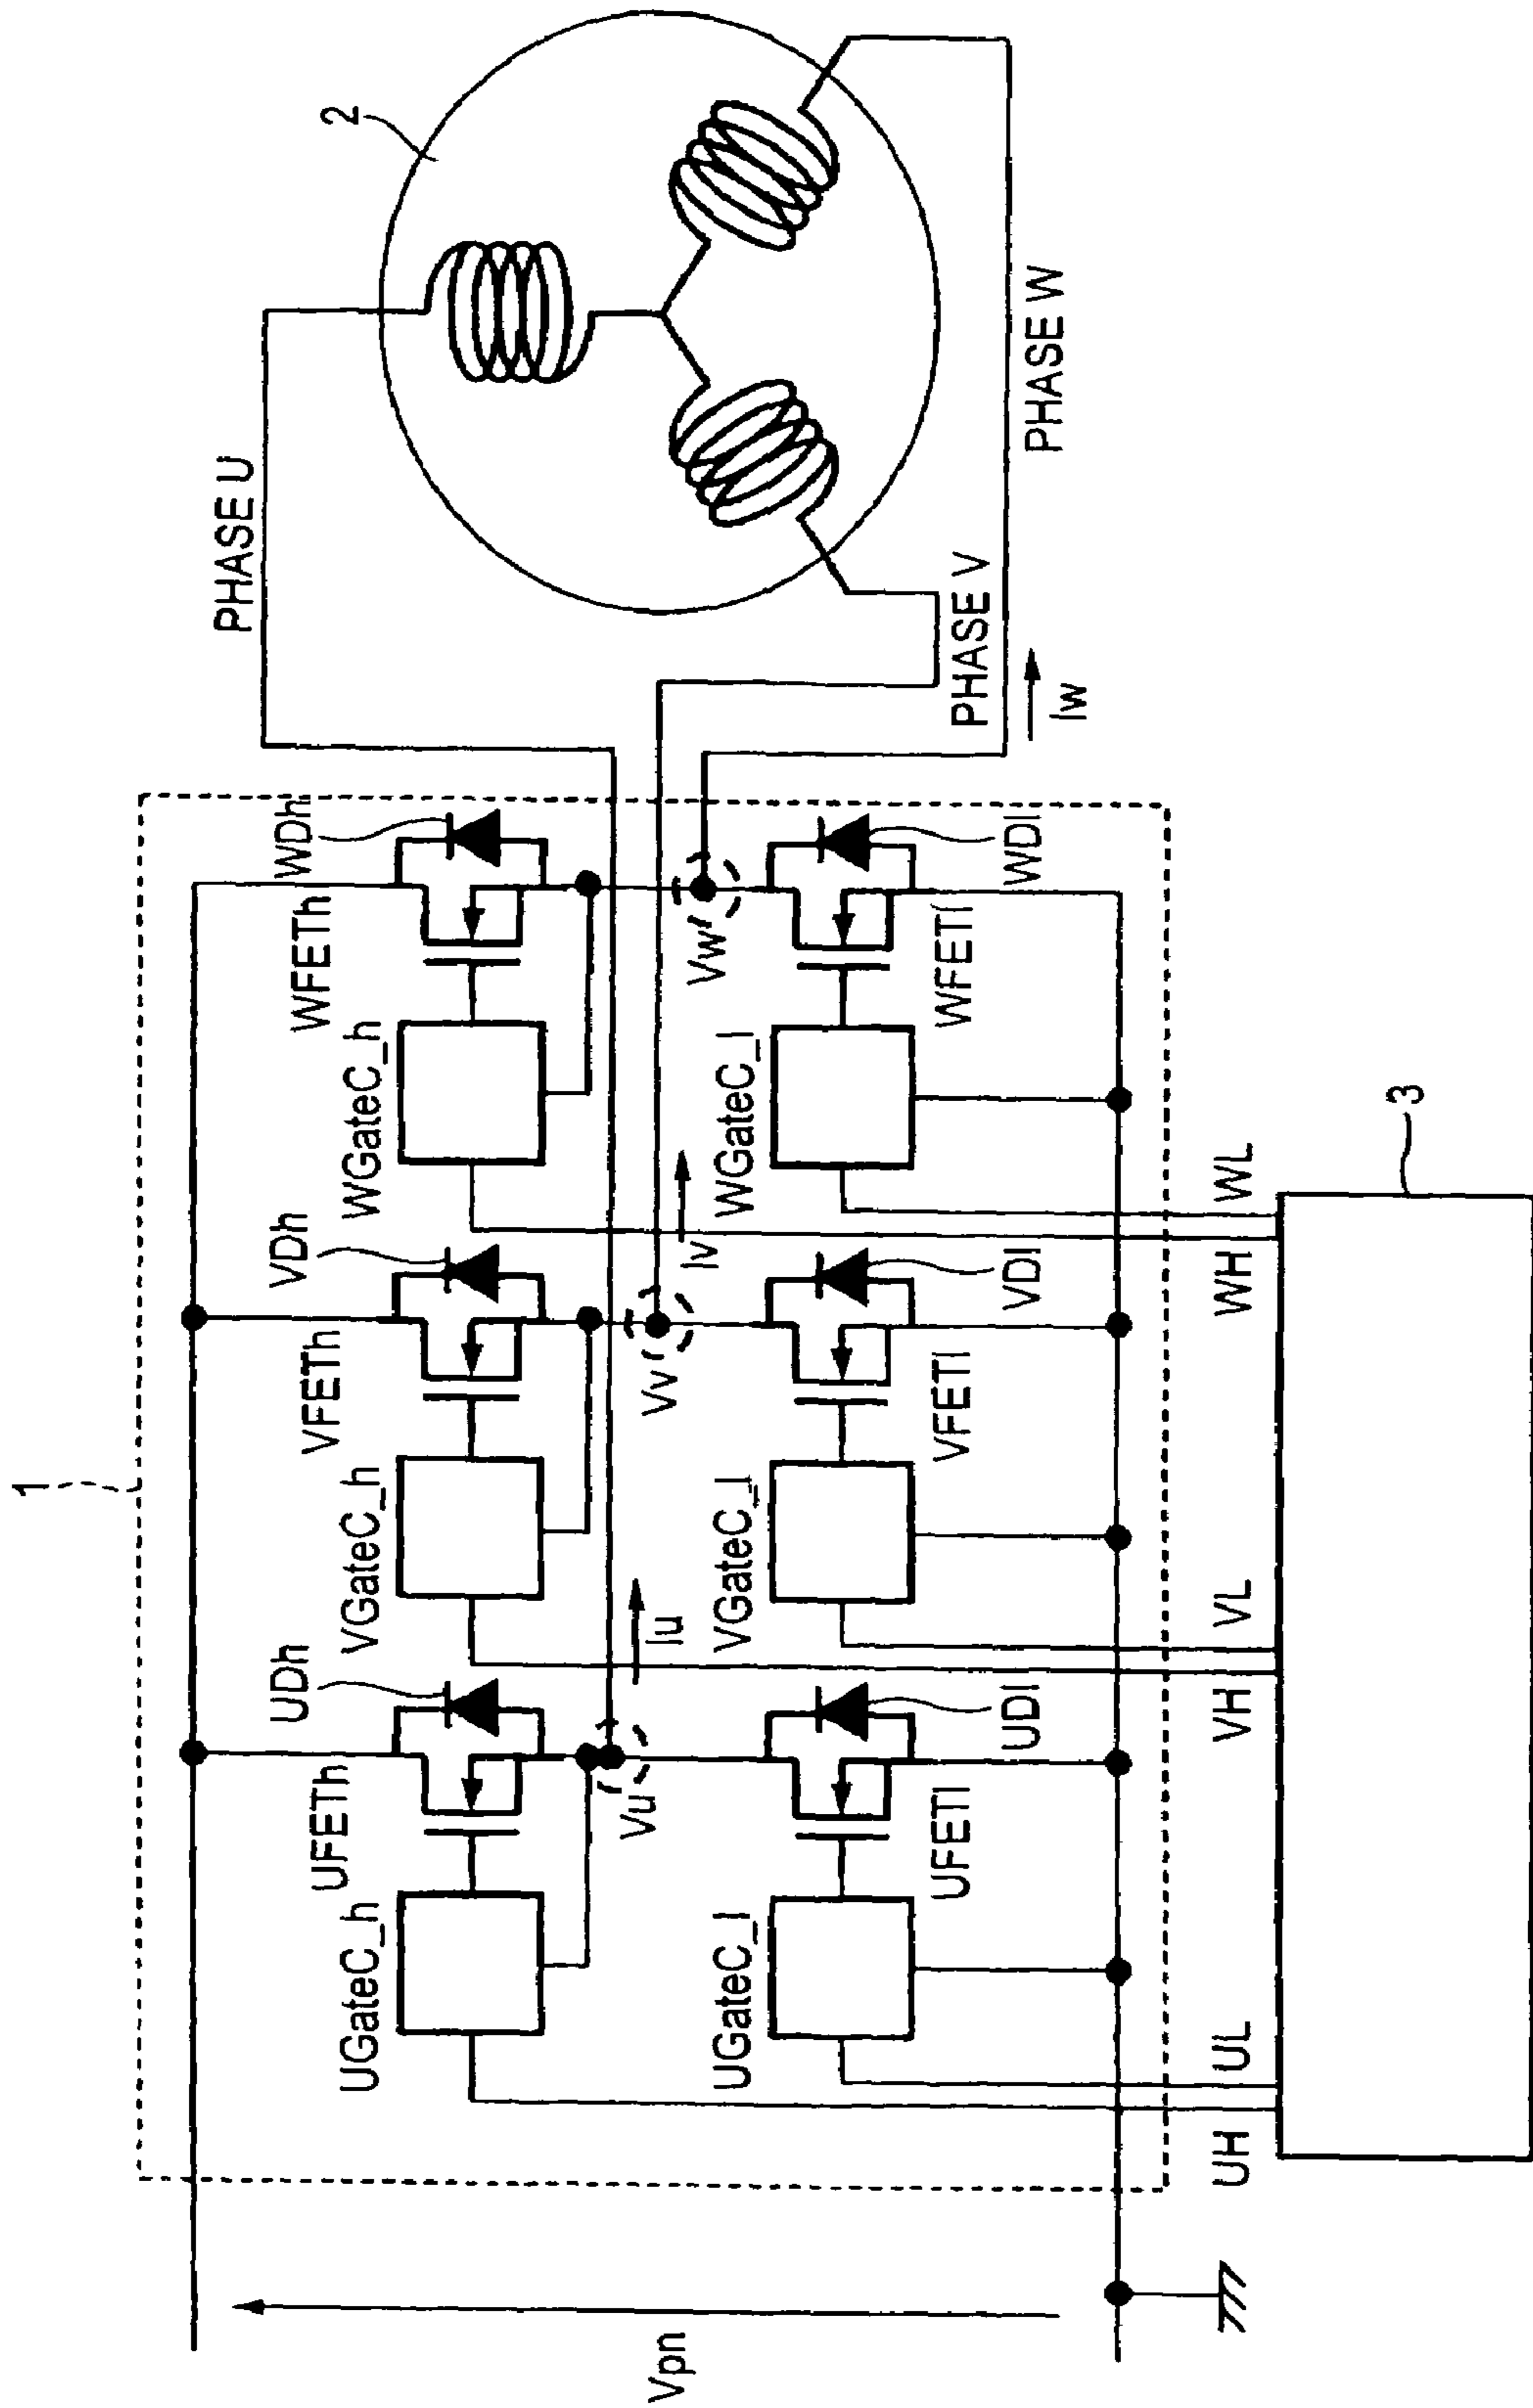 1
2
PHASE U
UDh
VDh
WDh
UFETh
VFETh
WFETh
UGateC_h
VGateC_h
WGateC_h
Vpn
Vu
Iu
Vv
Iv
Vw
PHASE V
Iw
PHASE W
UGateC_l
VGateC_l
WGateC_l
UFETl
VFETl
WFETl
UDl
VDl
WDl
UH
UL
VH
VL
WH
WL
3